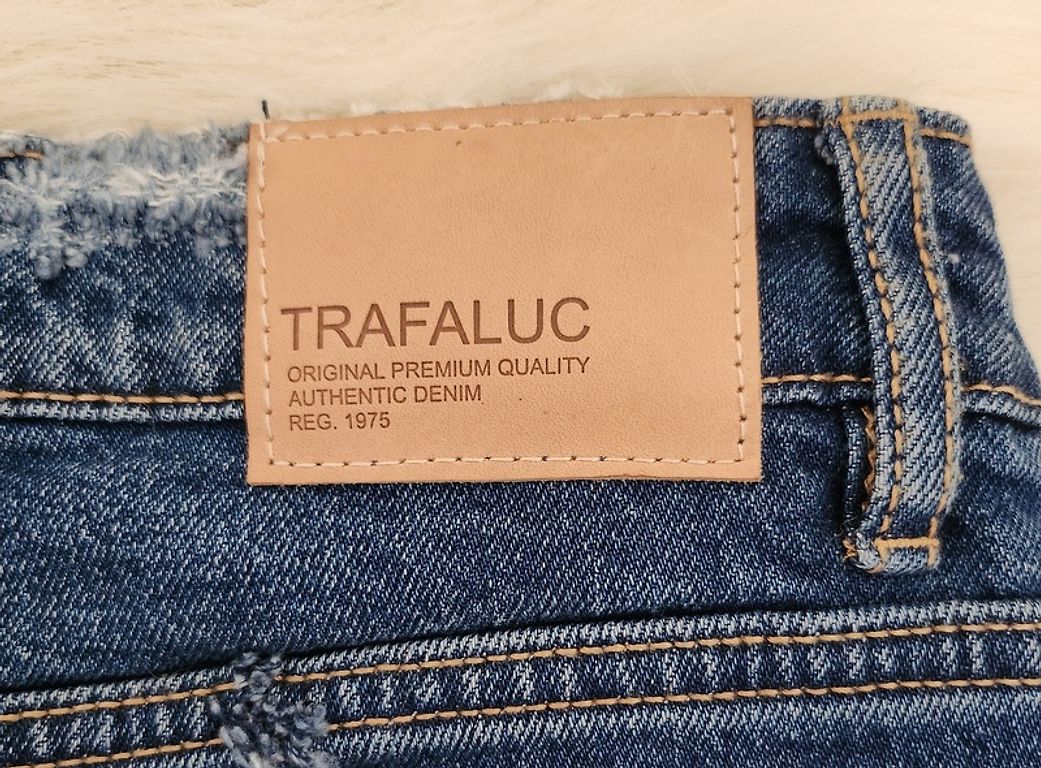 TRAFALUC
ORIGINAL PREMIUM QUALITY
AUTHENTIC DENIM
REG. 1975